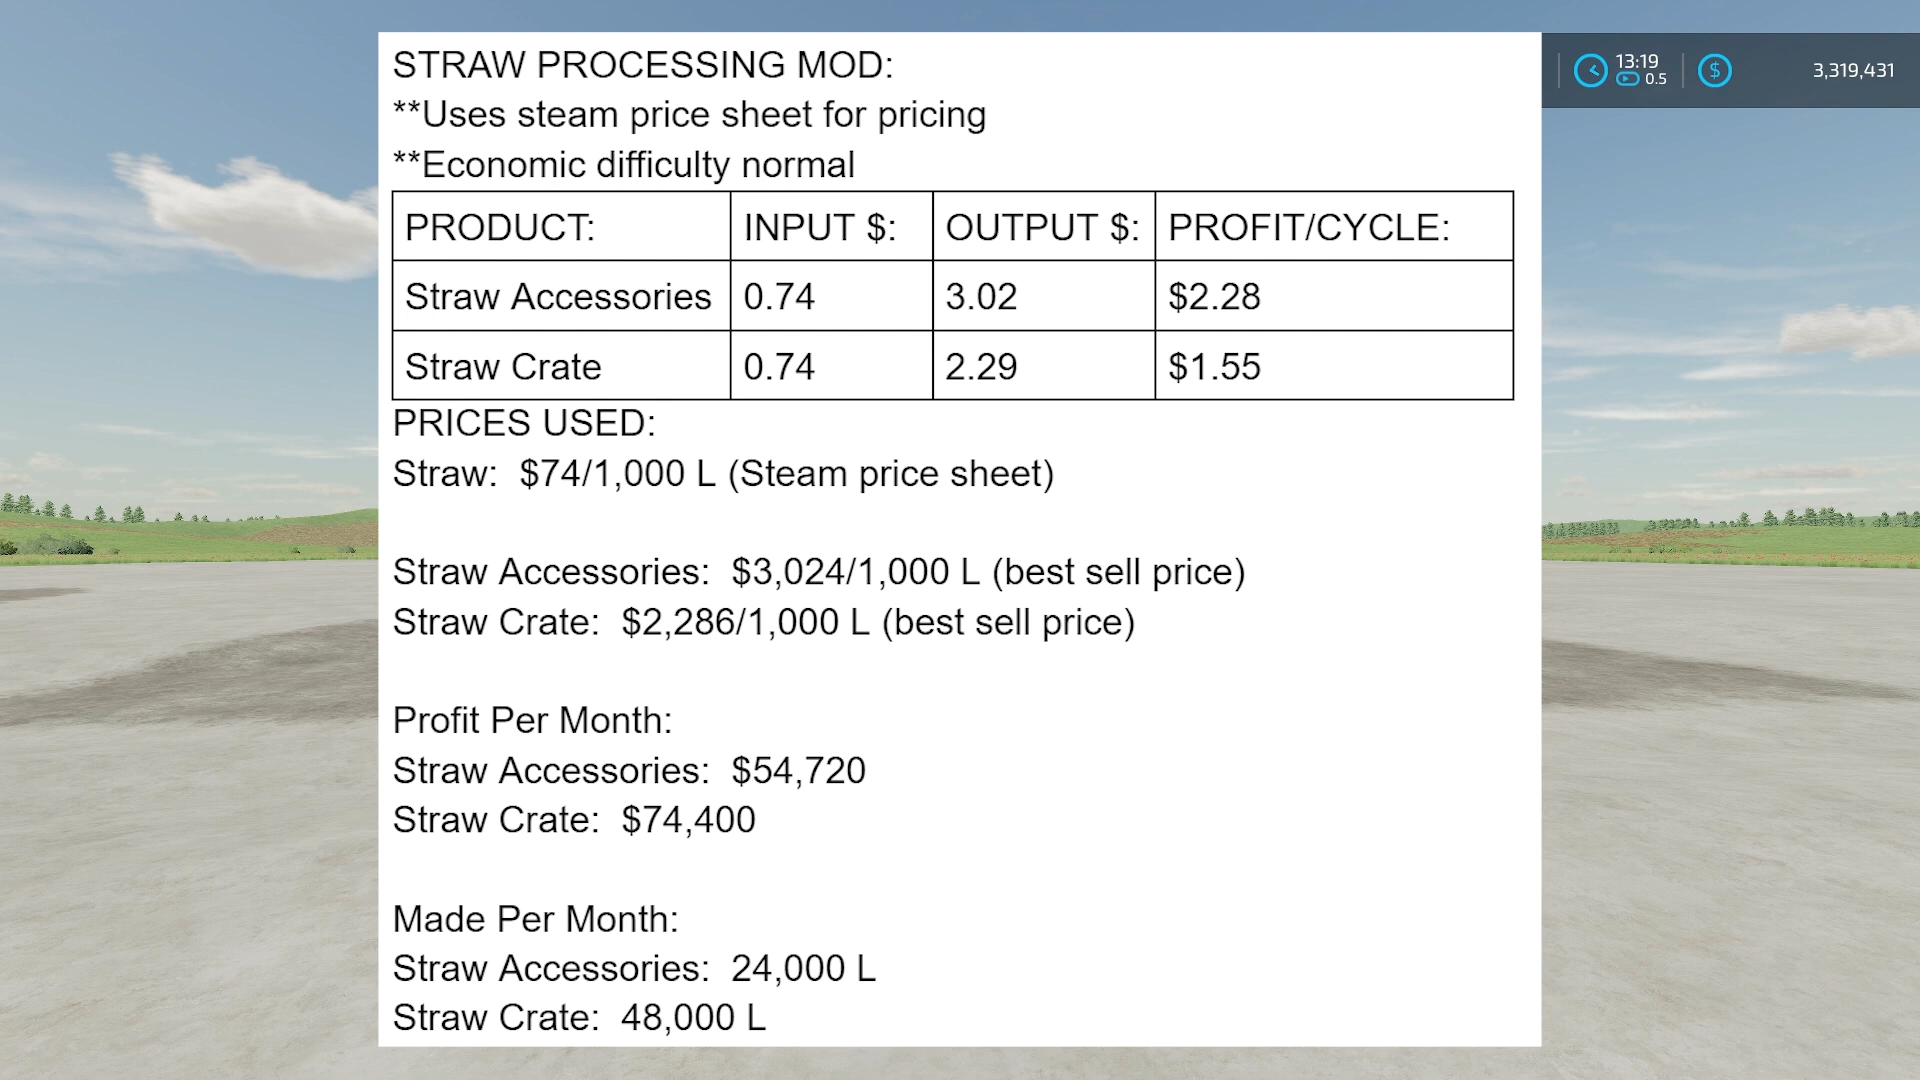 STRAW PROCESSING MOD:
**Uses steam price sheet for pricing
**Economic difficulty normal
PRODUCT: INPUT $: OUTPUT $: PROFIT/CYCLE:
Straw Accessories 0.74 3.02 $2.28
Straw Crate 0.74 2.29 $1.55
PRICES USED:
Straw: $74/1,000 L (Steam price sheet)
Straw Accessories: $3,024/1,000 L (best sell price)
Straw Crate: $2,286/1,000 L (best sell price)
Profit Per Month:
Straw Accessories: $54,720
Straw Crate: $74,400
Made Per Month:
Straw Accessories: 24,000 L
Straw Crate: 48,000 L
13:19
0.5
$ 3,319,431